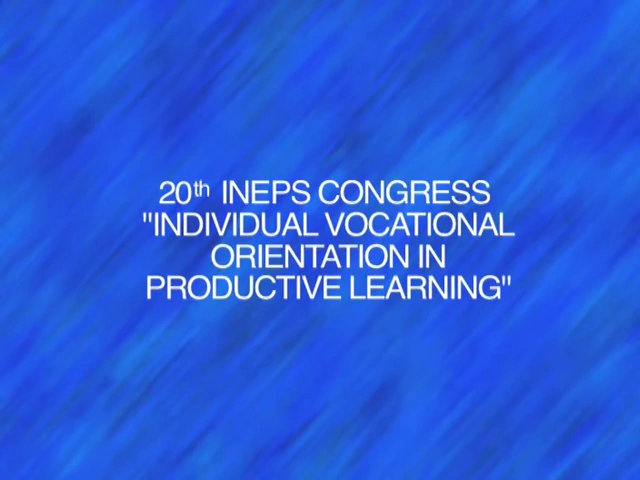 20th INEPS CONGRESS
"INDIVIDUAL VOCATIONAL
ORIENTATION IN
PRODUCTIVE LEARNING"